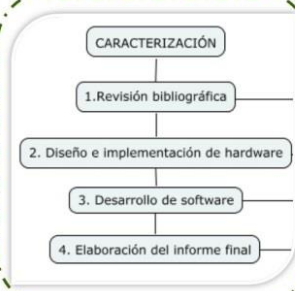 CARACTERIZACIÓN
1.Revisión bibliográfica
2. Diseño e implementación de hardware
3. Desarrollo de software
4. Elaboración del informe final